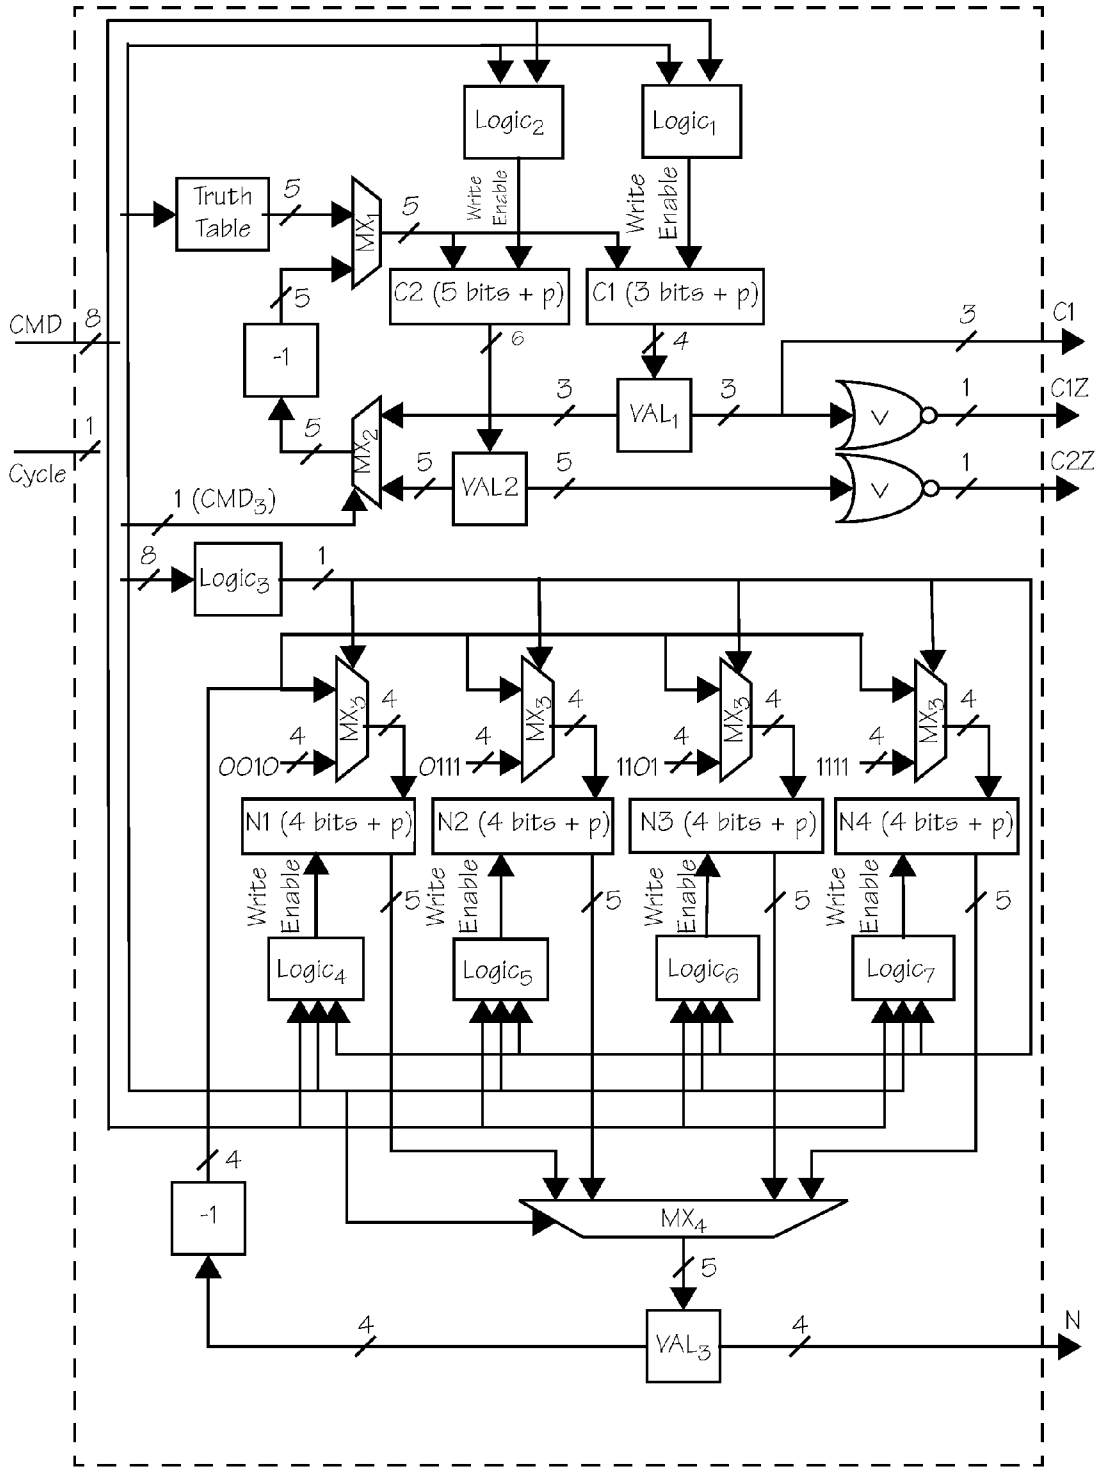 Logic2
Logic1
Write
Enable
Write
Enable
Truth
Table
5
MX1
5
C2 (5 bits + p)
C1 (3 bits + p)
5
6
4
CMD
8
-1
3
C1
3
VAL1
3
1
C1Z
V
1
Cycle
5
MX2
5
VAL2
5
1
C2Z
V
1 (CMD3)
8
Logic3
1
MX3
4
MX3
4
MX3
4
MX3
4
0010
4
0111
4
1101
4
1111
4
N1 (4 bits + p)
N2 (4 bits + p)
N3 (4 bits + p)
N4 (4 bits + p)
Write
Enable
5
Write
Enable
5
Write
Enable
5
Write
Enable
5
Logic4
Logic5
Logic6
Logic7
4
-1
MX4
5
4
VAL3
4
N